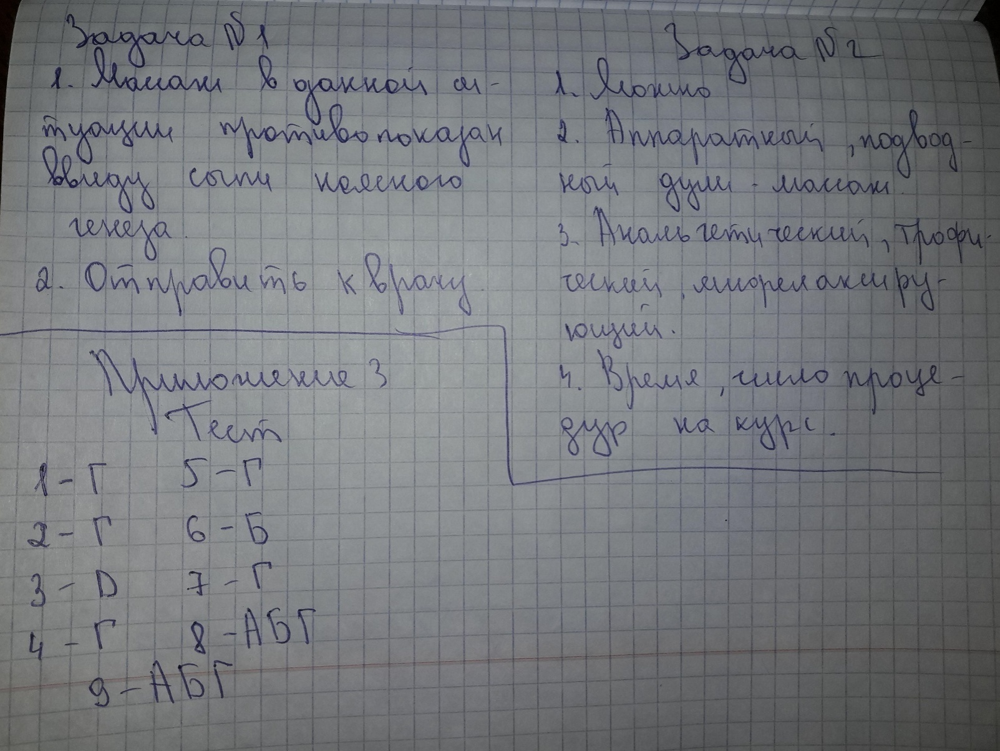 Задача №1
1. Массаж в данной си-
туации противопоказан
ввиду сыпи неясного
генеза.
2. Отправить к врачу.
Приложение 3
Тест
1 - Г 5 - Г
2 - Г 6 - Б
3 - D 7 - Г
4 - Г 8 - АБГ
9 - АБГ
Задача №2
1. Можно
2. Аппаратный, подвод-
ный душ - массаж.
3. Анальгетический, трофи-
ческий, миорелаксиру-
ющий.
4. Время, число проце-
дур на курс.